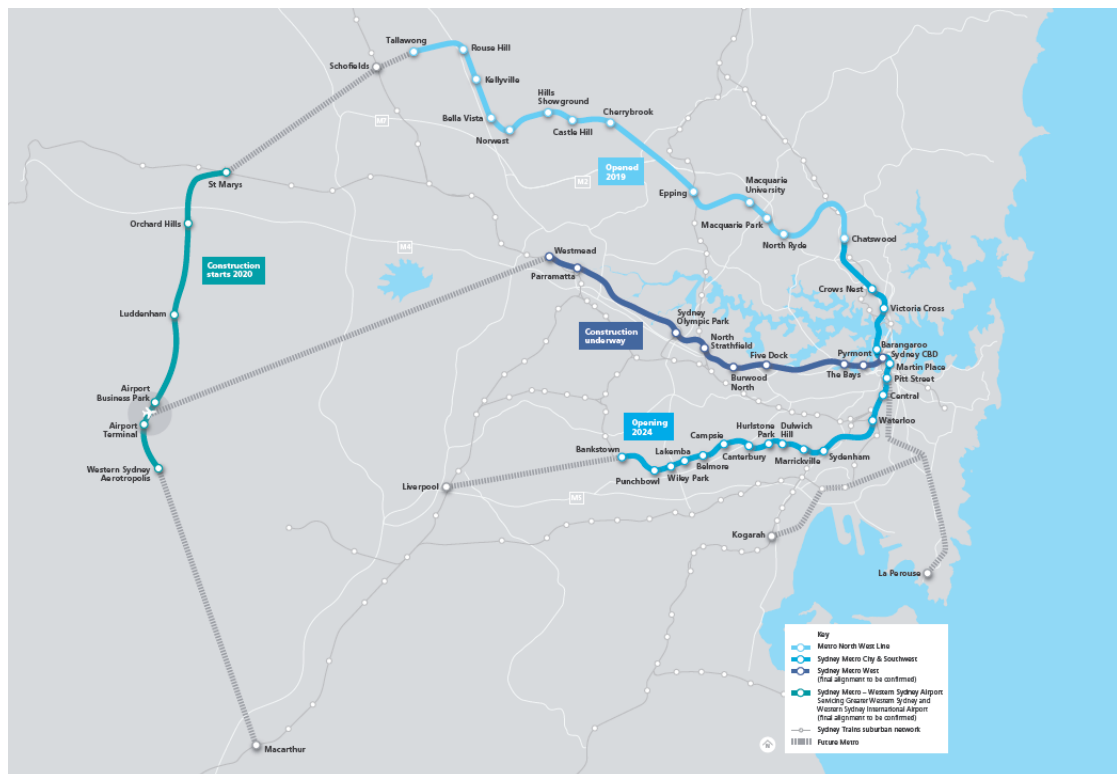 Tallawong
Rouse Hill
Schofields
Kellyville
Hills
Showground
Cherrybrook
Bella Vista
Castle Hill
Norwest
M7
Opened
2019
M2
St Marys
Epping
Macquarie
University
Orchard Hills
Macquarie Park
North Ryde
Chatswood
M4
Westmead
Parramatta
Construction
starts 2020
Crows Nest
Victoria Cross
Luddenham
Sydney
Olympic Park
Construction
underway
North
Strathfield
Barangaroo
Pyrmont
Sydney CBD
Five Dock
Martin Place
The Bays
Burwood
North
Pitt Street
Airport
Business Park
Central
Airport
Terminal
Opening
2024
Waterloo
Hurlstone
Park
Dulwich
Hill
Campsie
Bankstown
Lakemba
Canterbury
Belmore
Marrickville
Sydenham
Western Sydney
Aerotropolis
Punchbowl
Wiley Park
Liverpool
M5
Kogarah
La Perouse
Macarthur
Key
Metro North West Line
Sydney Metro City & Southwest
Sydney Metro West
(final alignment to be confirmed)
Sydney Metro – Western Sydney Airport
Servicing Greater Western Sydney and
Western Sydney International Airport
(final alignment to be confirmed)
Sydney Trains suburban network
Future Metro
N